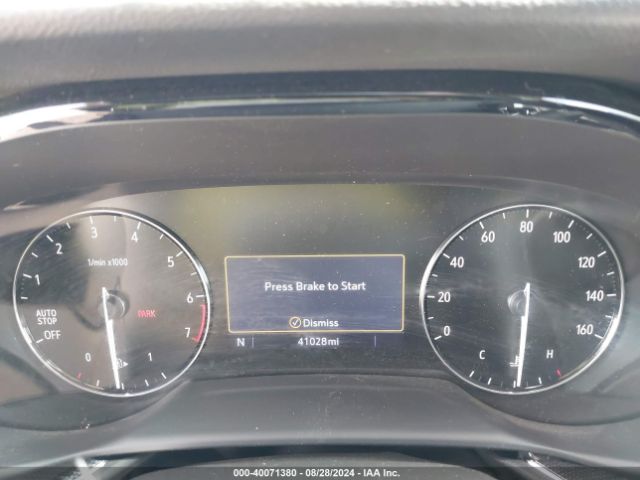 1/min x1000
1
2
3
4
5
6
7
AUTO
STOP
OFF
PARK
0
1
Press Brake to Start
Dismiss
N
41028mi
0
20
40
60
80
100
120
140
160
C
H
000-40071380 - 08/28/2024 - IAA Inc.